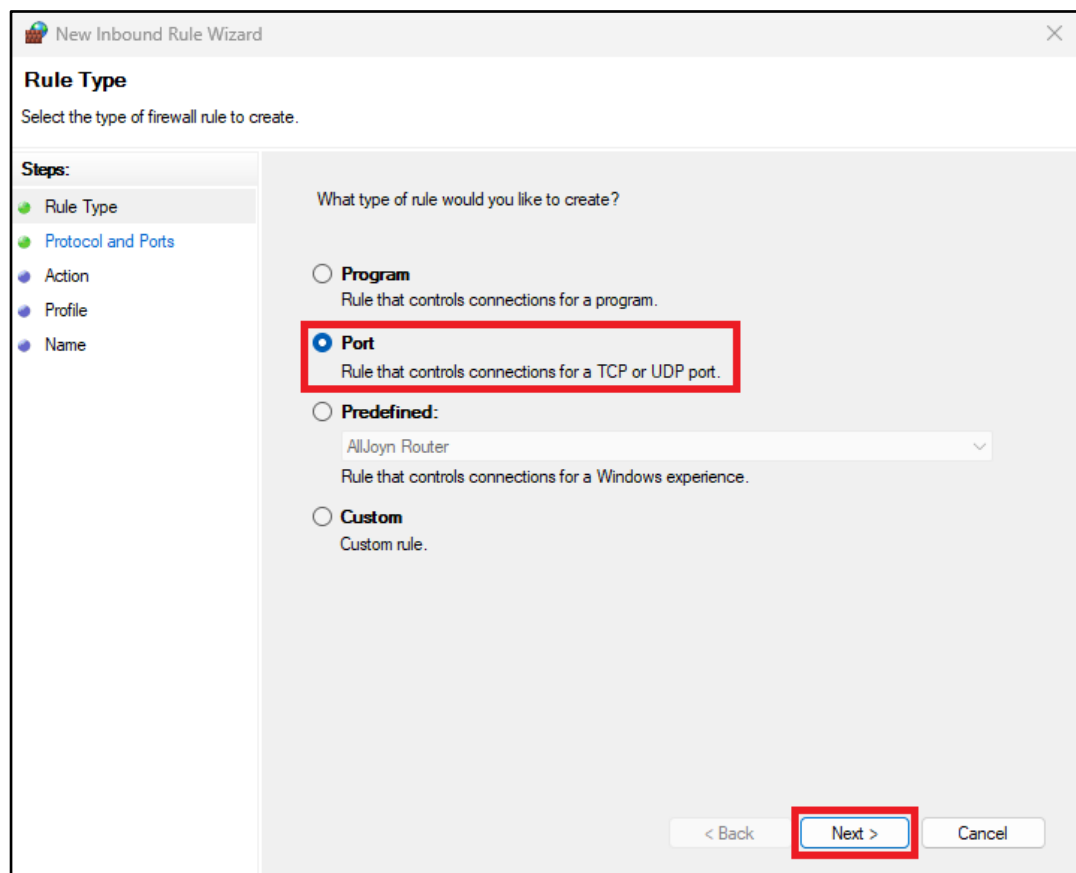 New Inbound Rule Wizard
Rule Type
Select the type of firewall rule to create.
Steps:
Rule Type
Protocol and Ports
Action
Profile
Name
What type of rule would you like to create?
Program
Rule that controls connections for a program.
Port
Rule that controls connections for a TCP or UDP port.
Predefined:
AllJoyn Router
Rule that controls connections for a Windows experience.
Custom
Custom rule.
< Back Next > Cancel